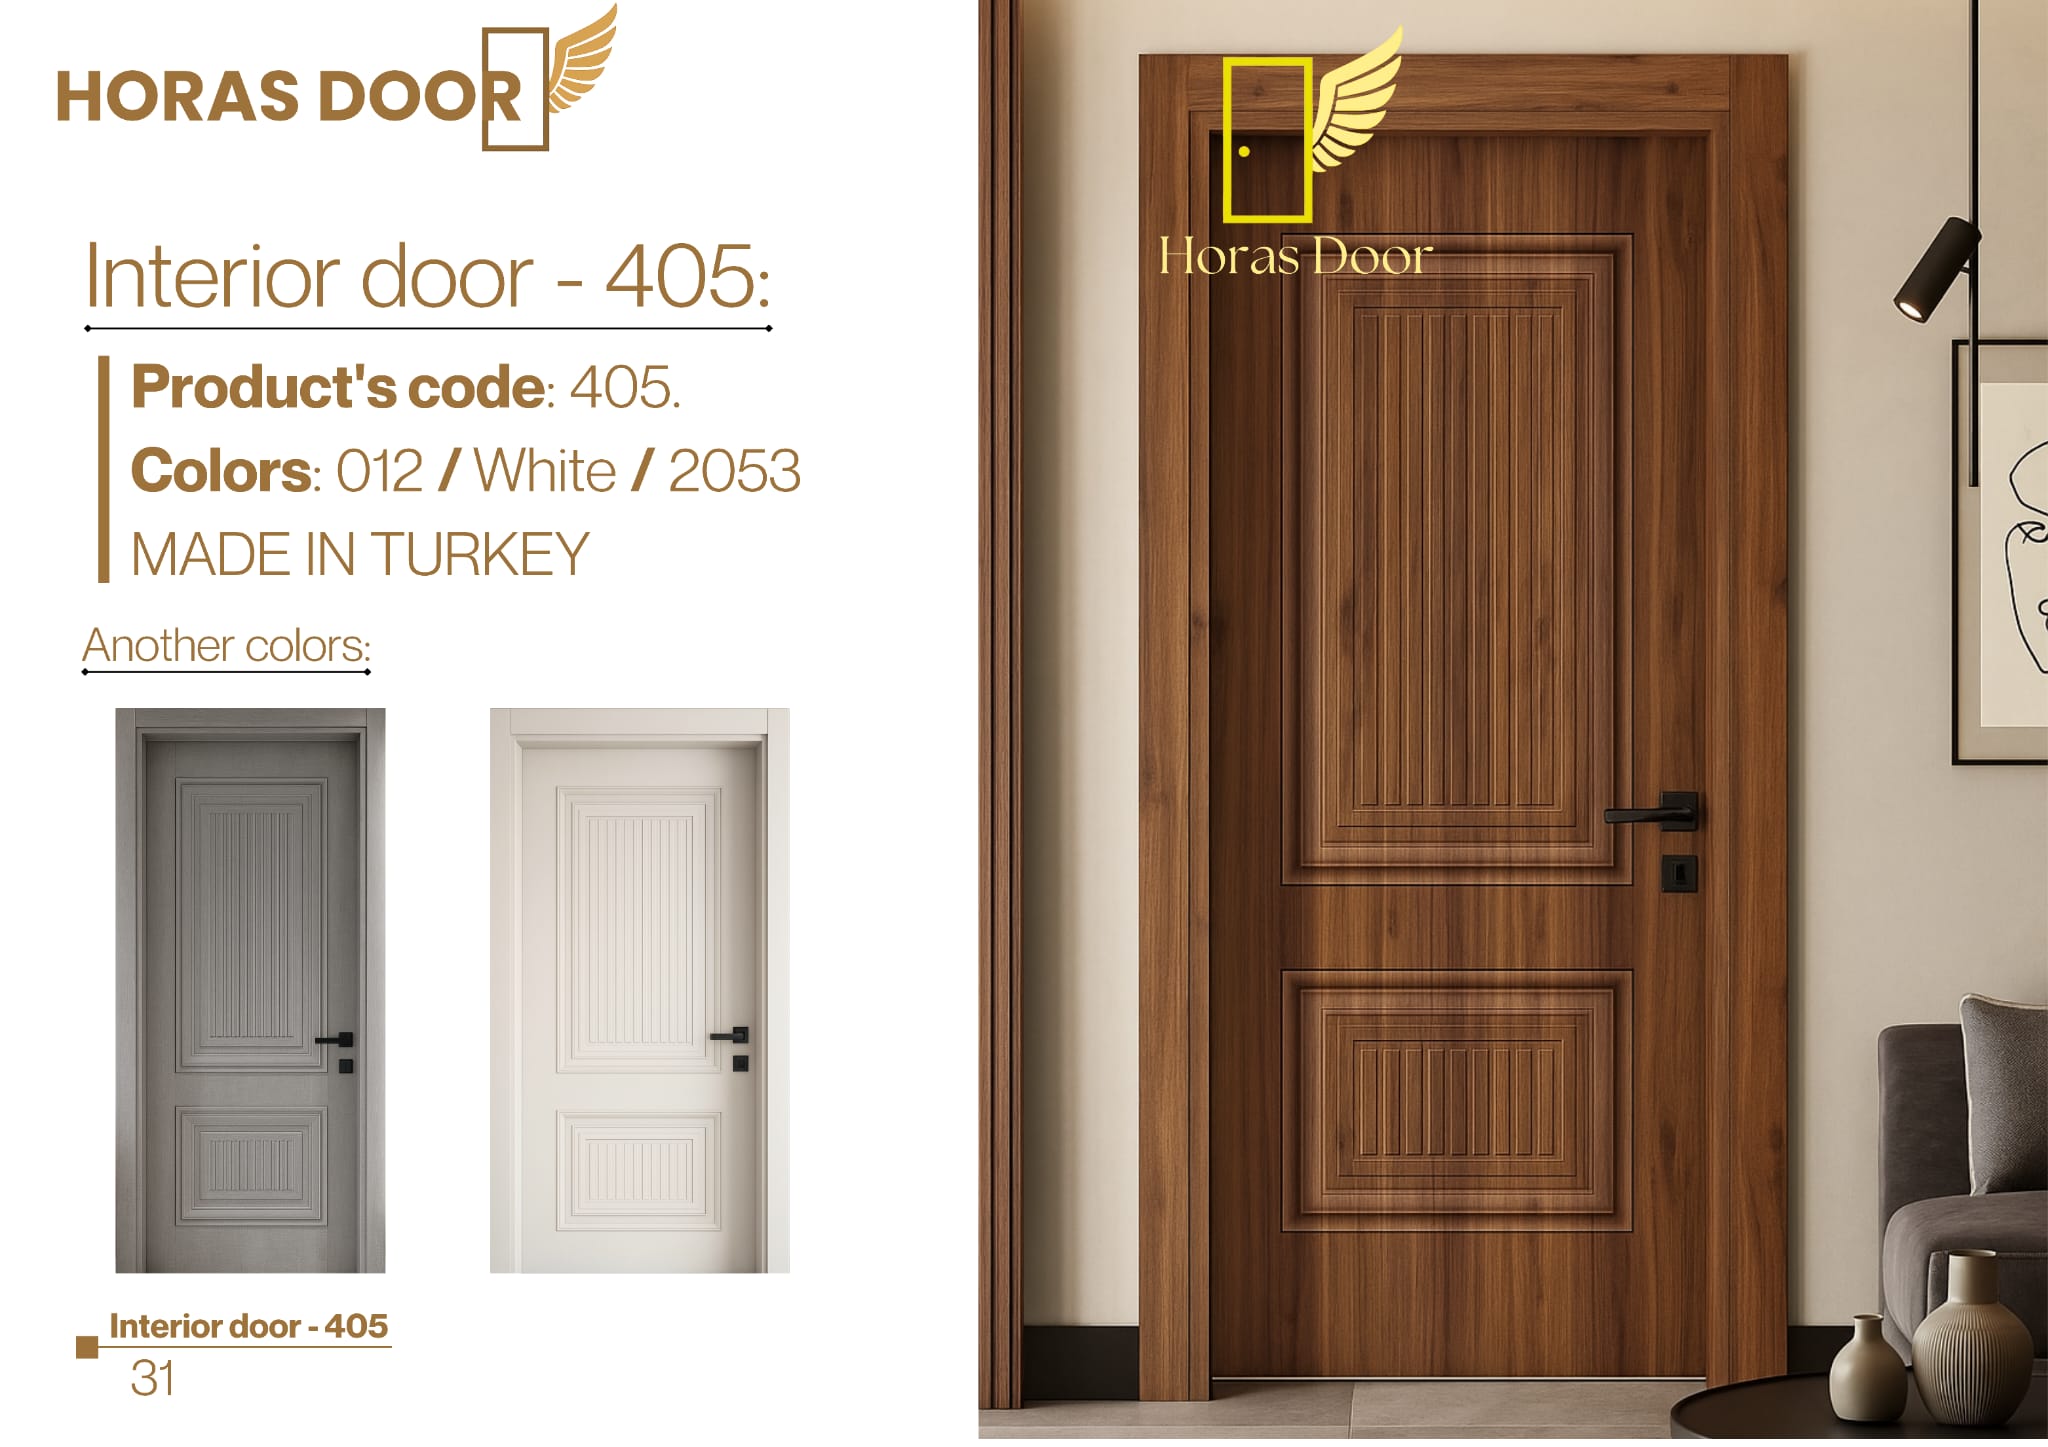 HORAS DOOR
Interior door - 405:
Product's code: 405.
Colors: 012 / White / 2053
MADE IN TURKEY
Another colors:
Interior door - 405
31
Horas Door